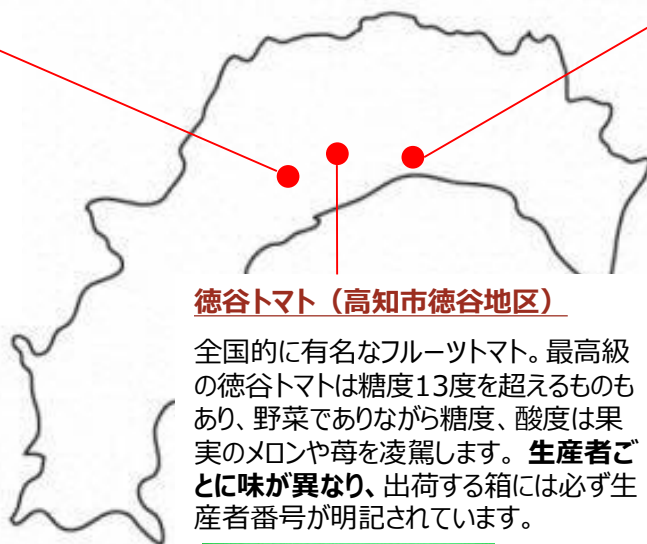 徳谷トマト（高知市徳谷地区）
全国的に有名なフルーツトマト。最高級
の徳谷トマトは糖度13度を超えるものも
あり、野菜でありながら糖度、酸度は果
実のメロンや苺を凌駕します。 生産者ご
とに味が異なり、出荷する箱には必ず生
産者番号が明記されています。